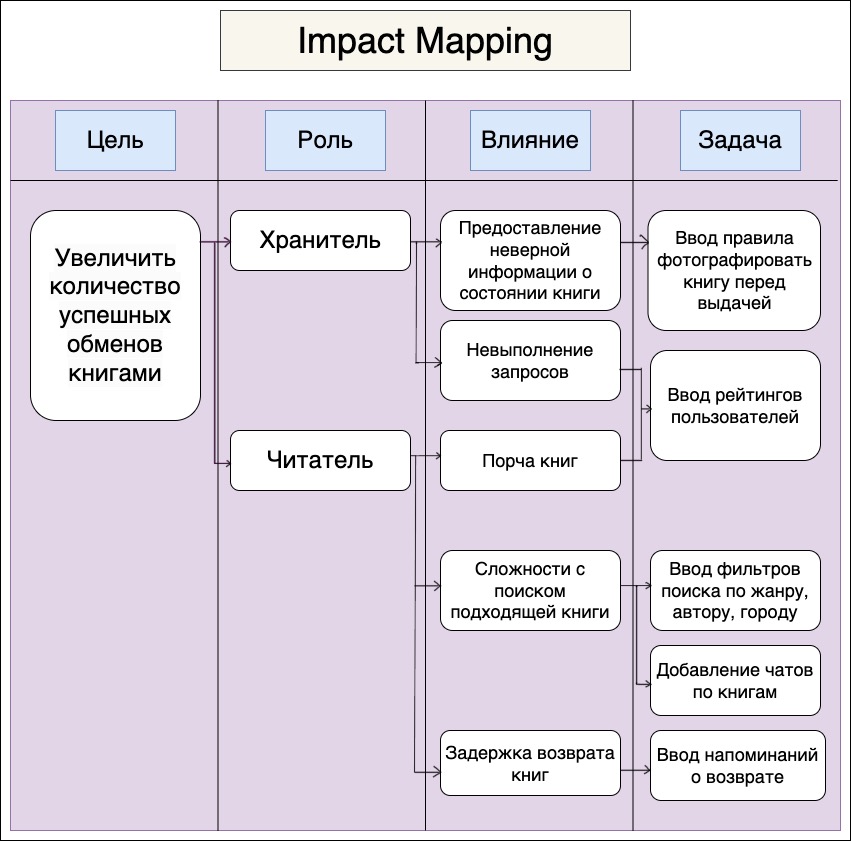 Impact Mapping
Цель
Роль
Влияние
Задача
Увеличить
количество
успешных
обменов
книгами
Хранитель
Предоставление
неверной
информации о
состоянии книги
Ввод правила
фотографировать
книгу перед
выдачей
Невыполнение
запросов
Ввод рейтингов
пользователей
Читатель
Порча книг
Сложности с
поиском
подходящей книги
Ввод фильтров
поиска по жанру,
автору, городу
Добавление чатов
по книгам
Задержка возврата
книг
Ввод напоминаний
о возврате